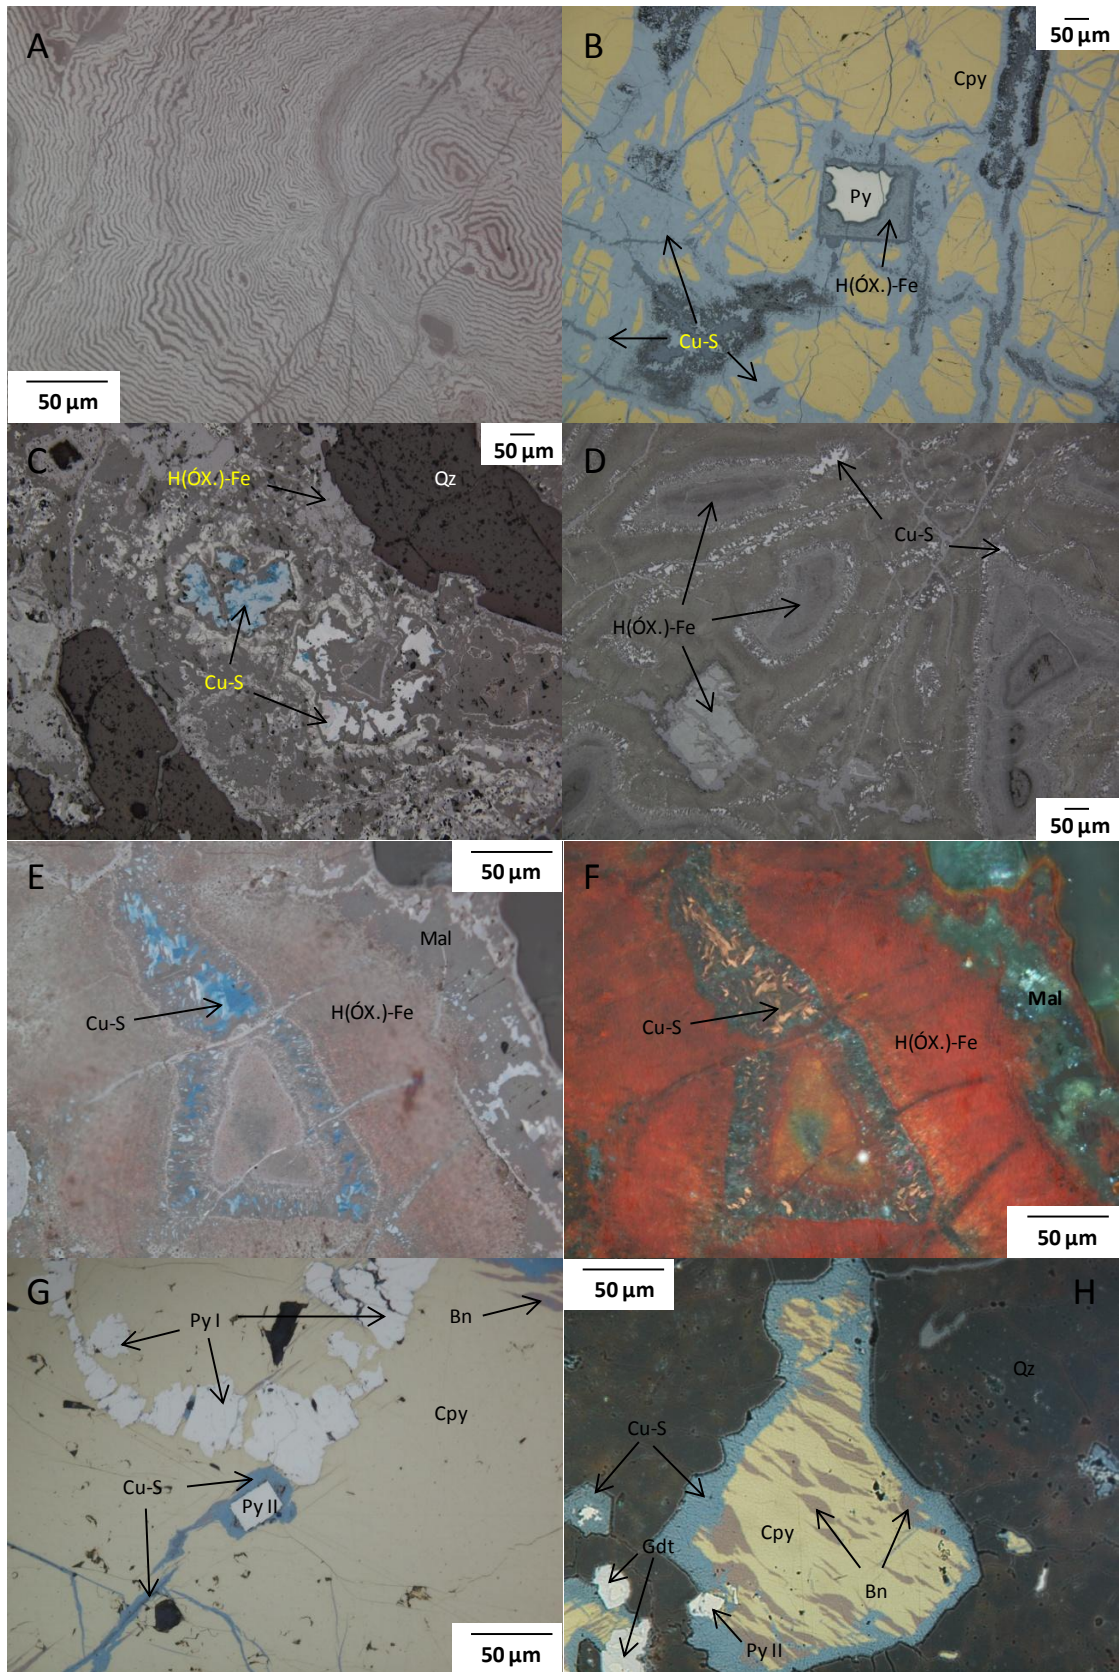 A
50 µm
B
50 µm
Cpy
Py
H(ÓX.)-Fe
Cu-S
C
50 µm
H(ÓX.)-Fe
Qz
Cu-S
D
Cu-S
H(ÓX.)-Fe
50 µm
E
50 µm
Mal
Cu-S
H(ÓX.)-Fe
F
Mal
Cu-S
H(ÓX.)-Fe
50 µm
G
Py I
Bn
Cpy
Cu-S
Py II
50 µm
50 µm
H
Qz
Cu-S
Cpy
Gdt
Bn
Py II